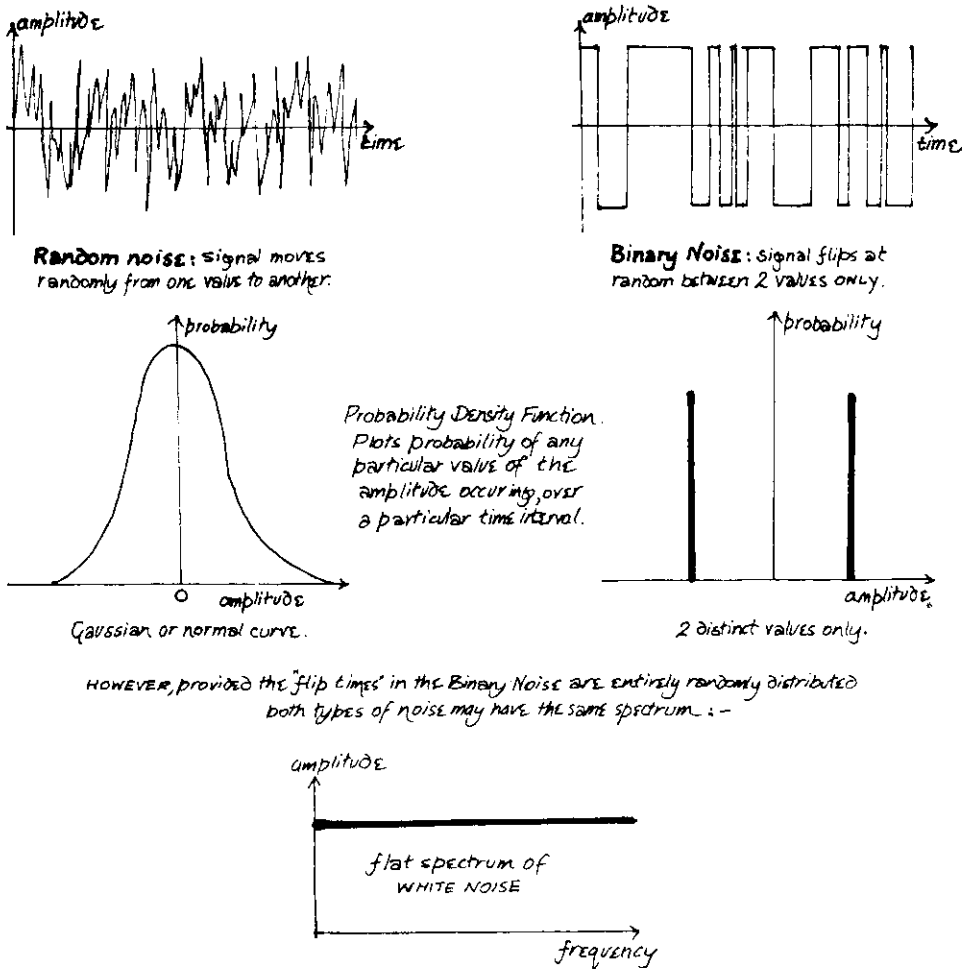 amplitude
time
Random noise: signal moves
randomly from one value to another.
amplitude
time
Binary Noise: signal flips at
random between 2 values only.
probability
O
amplitude
Gaussian or normal curve.
Probability Density Function.
Plots probability of any
particular value of the
amplitude occuring, over
a particular time interval.
probability
amplitude.
2 distinct values only.
HOWEVER, provided the "flip times" in the Binary Noise are entirely randomly distributed
both types of noise may have the same spectrum :-
amplitude
flat spectrum of
WHITE NOISE
frequency